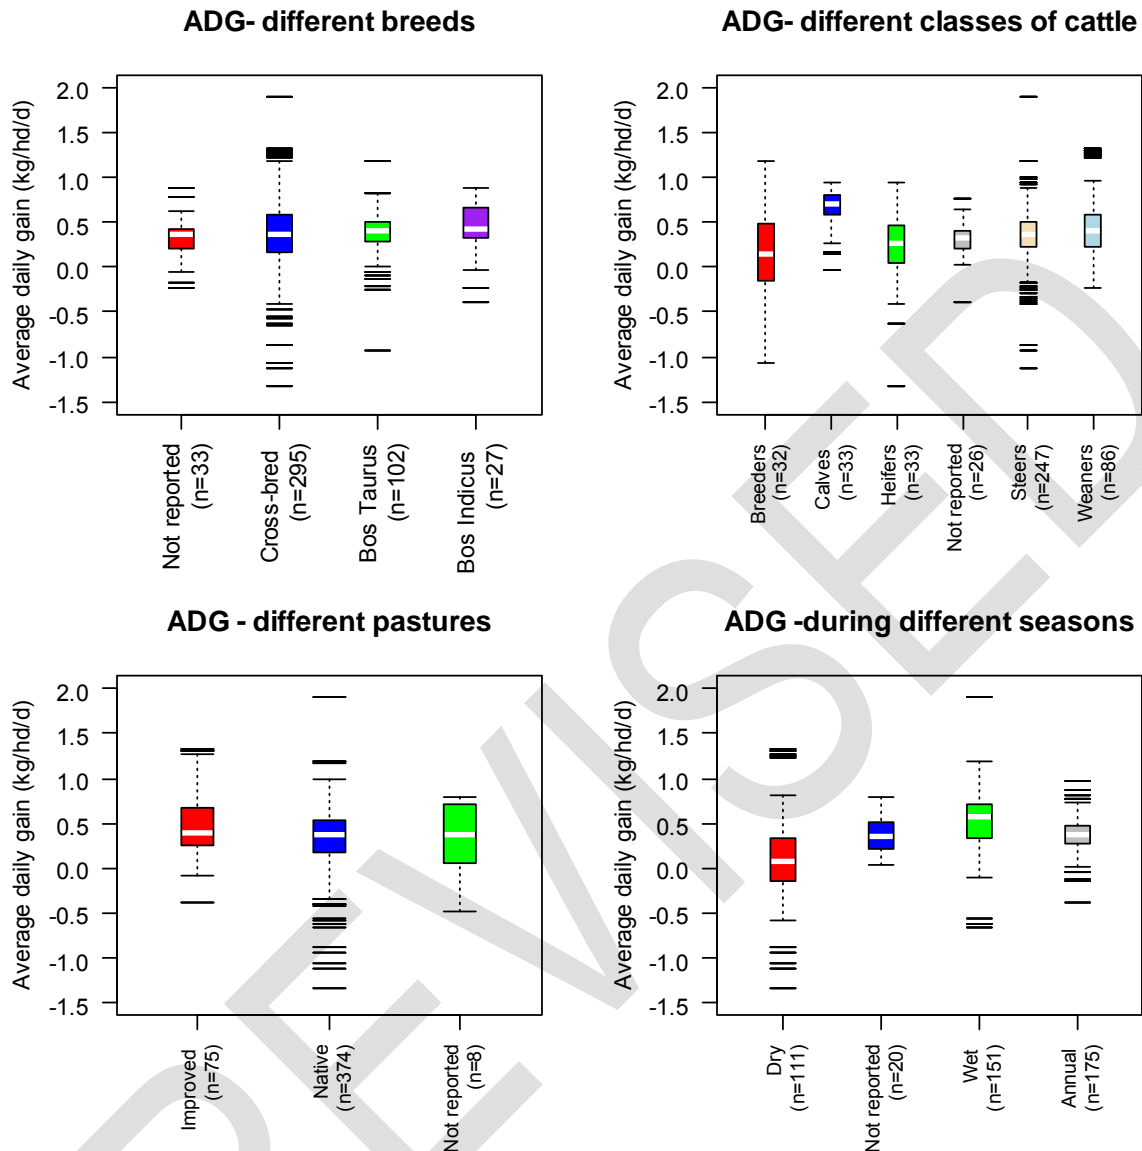 ADG- different breeds
Average daily gain (kg/hd/d)
2.0
1.5
1.0
0.5
0.0
-0.5
-1.0
-1.5
Not reported
(n=33)
Cross-bred
(n=295)
Bos Taurus
(n=102)
Bos Indicus
(n=27)
ADG- different classes of cattle
Average daily gain (kg/hd/d)
2.0
1.5
1.0
0.5
0.0
-0.5
-1.0
-1.5
Breeders
(n=32)
Calves
(n=33)
Heifers
(n=33)
Not reported
(n=26)
Steers
(n=247)
Weaners
(n=86)
ADG - different pastures
Average daily gain (kg/hd/d)
2.0
1.5
1.0
0.5
0.0
-0.5
-1.0
-1.5
Improved
(n=75)
Native
(n=374)
Not reported
(n=8)
ADG -during different seasons
Average daily gain (kg/hd/d)
2.0
1.5
1.0
0.5
0.0
-0.5
-1.0
-1.5
Dry
(n=111)
Not reported
(n=20)
Wet
(n=151)
Annual
(n=175)
REVISED